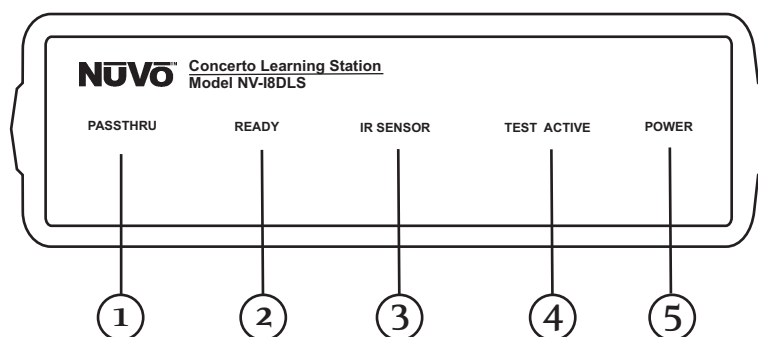 NUVO™ Concerto Learning Station
Model NV-I8DLS
PASSTHRU READY IR SENSOR TEST ACTIVE POWER
1 2 3 4 5